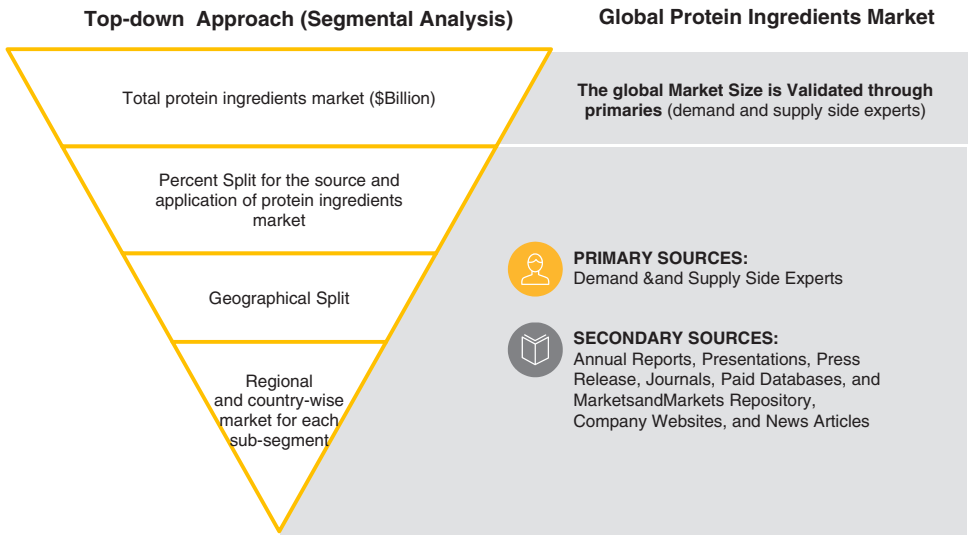 Top-down Approach (Segmental Analysis)
Global Protein Ingredients Market
Total protein ingredients market ($Billion)
The global Market Size is Validated through
primaries (demand and supply side experts)
Percent Split for the source and
application of protein ingredients
market
Geographical Split
Regional
and country-wise
market for each
sub-segment
PRIMARY SOURCES:
Demand &and Supply Side Experts
SECONDARY SOURCES:
Annual Reports, Presentations, Press
Release, Journals, Paid Databases, and
MarketsandMarkets Repository,
Company Websites, and News Articles